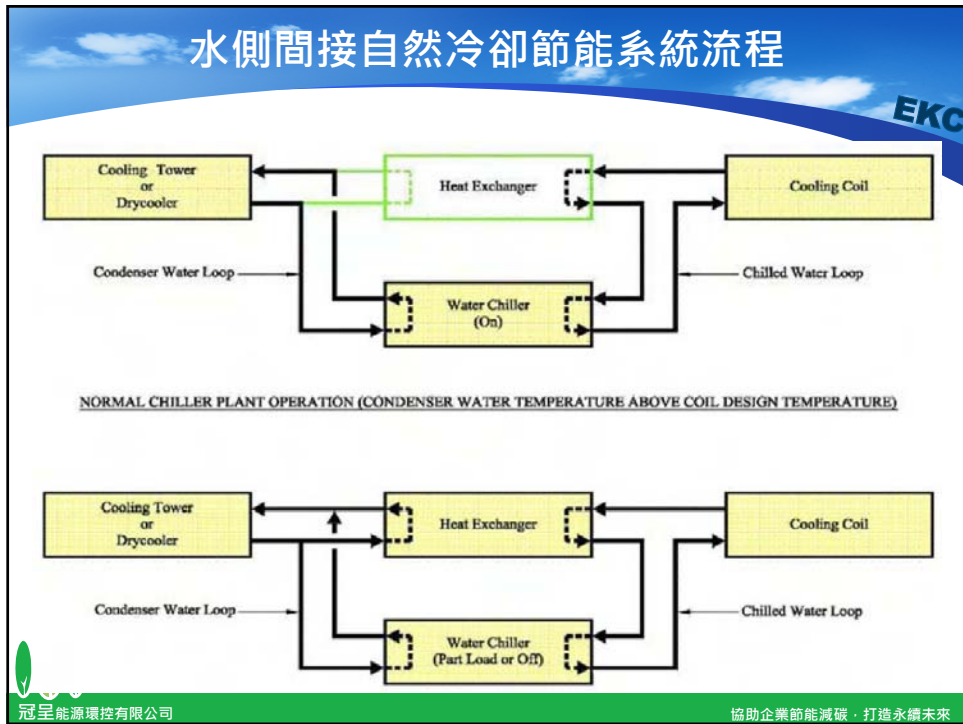 水側間接自然冷卻節能系統流程
EKC
Cooling Tower
or
Drycooler
Heat Exchanger
Cooling Coil
Condenser Water Loop
Chilled Water Loop
Water Chiller
(On)
NORMAL CHILLER PLANT OPERATION (CONDENSER WATER TEMPERATURE ABOVE COIL DESIGN TEMPERATURE)
Cooling Tower
or
Drycooler
Heat Exchanger
Cooling Coil
Condenser Water Loop
Chilled Water Loop
Water Chiller
(Part Load or Off)
冠呈能源環控有限公司
協助企業節能減碳．打造永續未來